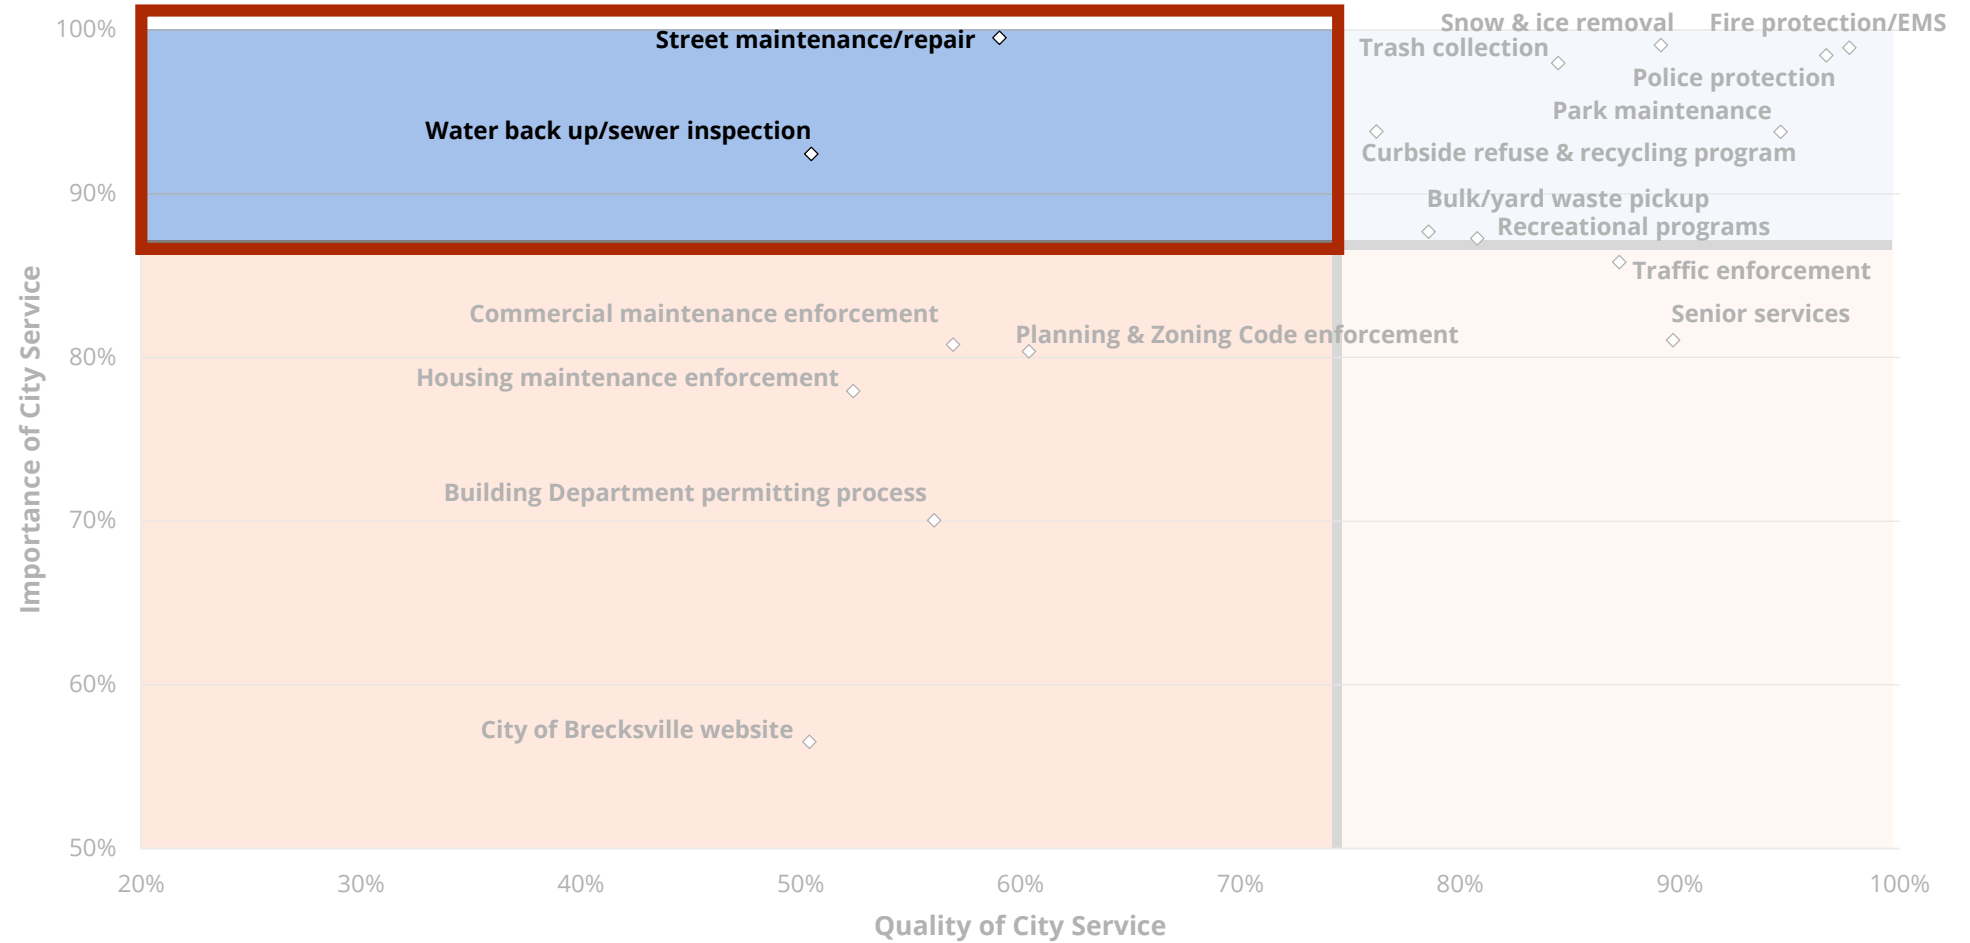 Snow & ice removal
Fire protection/EMS
100%
Street maintenance/repair
Trash collection
Police protection
Park maintenance
Water back up/sewer inspection
Curbside refuse & recycling program
90%
Bulk/yard waste pickup
Recreational programs
Traffic enforcement
Commercial maintenance enforcement
Senior services
Planning & Zoning Code enforcement
80%
Housing maintenance enforcement
Importance of City Service
Building Department permitting process
70%
60%
City of Brecksville website
50%
20% 30% 40% 50% 60% 70% 80% 90% 100%
Quality of City Service